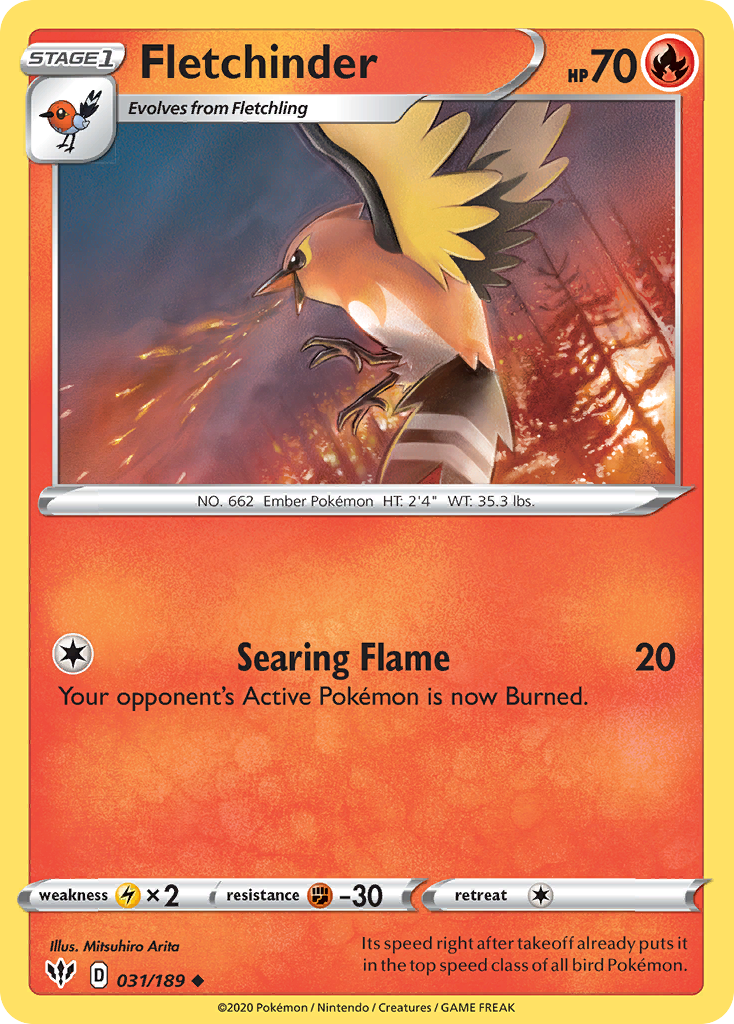 STAGE1 Fletchinder HP70
Evolves from Fletchling
NO. 662 Ember Pokémon HT: 2'4" WT: 35.3 lbs.
Searing Flame 20
Your opponent's Active Pokémon is now Burned.
weakness ×2 resistance -30 retreat
Illus. Mitsuhiro Arita
Its speed right after takeoff already puts it
in the top speed class of all bird Pokémon.
D 031/189
©2020 Pokémon / Nintendo / Creatures / GAME FREAK